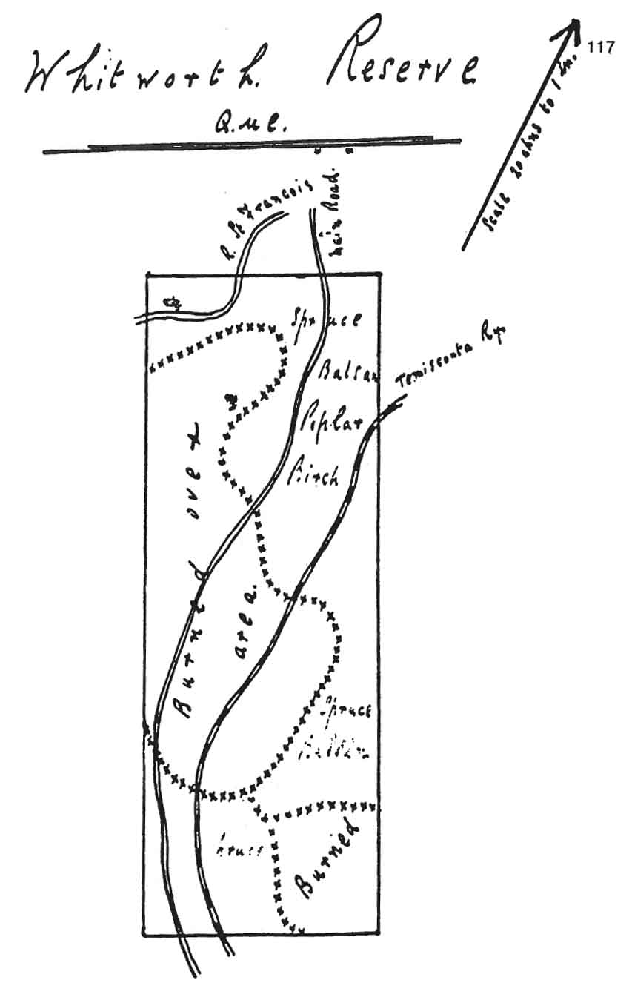 117
Whitworth. Reserve
Que.
Scale 20 chns to 1 in.
R. St Francois
Main Road.
Spruce
Balsam
Temiscouta Ry.
Poplar
Birch
Burned over
area.
Spruce
Balsam
Burned